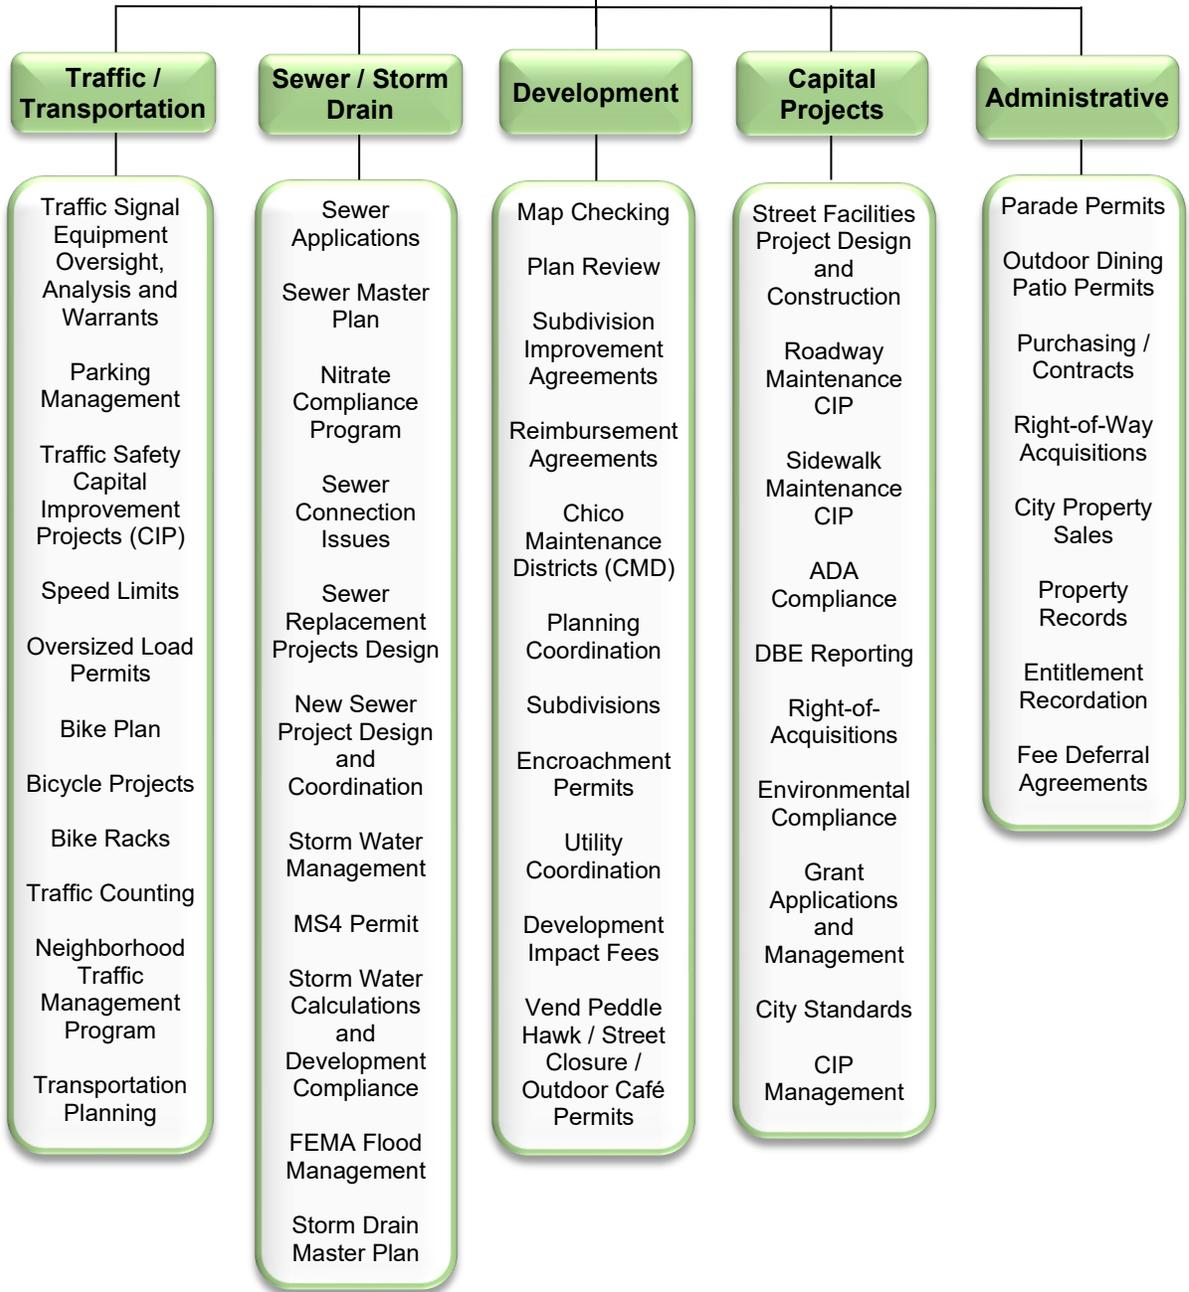 Traffic /
Transportation
Sewer / Storm
Drain
Development
Capital
Projects
Administrative
Traffic Signal
Equipment
Oversight,
Analysis and
Warrants
Parking
Management
Traffic Safety
Capital
Improvement
Projects (CIP)
Speed Limits
Oversized Load
Permits
Bike Plan
Bicycle Projects
Bike Racks
Traffic Counting
Neighborhood
Traffic
Management
Program
Transportation
Planning
Sewer
Applications
Sewer Master
Plan
Nitrate
Compliance
Program
Sewer
Connection
Issues
Sewer
Replacement
Projects Design
New Sewer
Project Design
and
Coordination
Storm Water
Management
MS4 Permit
Storm Water
Calculations
and
Development
Compliance
FEMA Flood
Management
Storm Drain
Master Plan
Map Checking
Plan Review
Subdivision
Improvement
Agreements
Reimbursement
Agreements
Chico
Maintenance
Districts (CMD)
Planning
Coordination
Subdivisions
Encroachment
Permits
Utility
Coordination
Development
Impact Fees
Vend Peddle
Hawk / Street
Closure /
Outdoor Café
Permits
Street Facilities
Project Design
and
Construction
Roadway
Maintenance
CIP
Sidewalk
Maintenance
CIP
ADA
Compliance
DBE Reporting
Right-of-
Acquisitions
Environmental
Compliance
Grant
Applications
and
Management
City Standards
CIP
Management
Parade Permits
Outdoor Dining
Patio Permits
Purchasing /
Contracts
Right-of-Way
Acquisitions
City Property
Sales
Property
Records
Entitlement
Recordation
Fee Deferral
Agreements